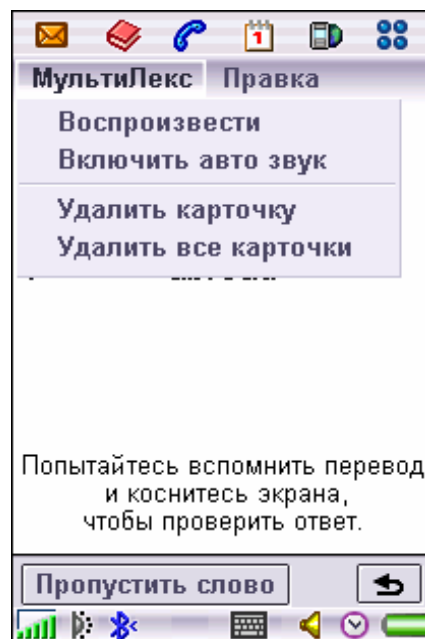 1
МультиЛекс Правка
Воспроизвести
Включить авто звук
Удалить карточку
Удалить все карточки
Попытайтесь вспомнить перевод
и коснитесь экрана,
чтобы проверить ответ.
Пропустить слово